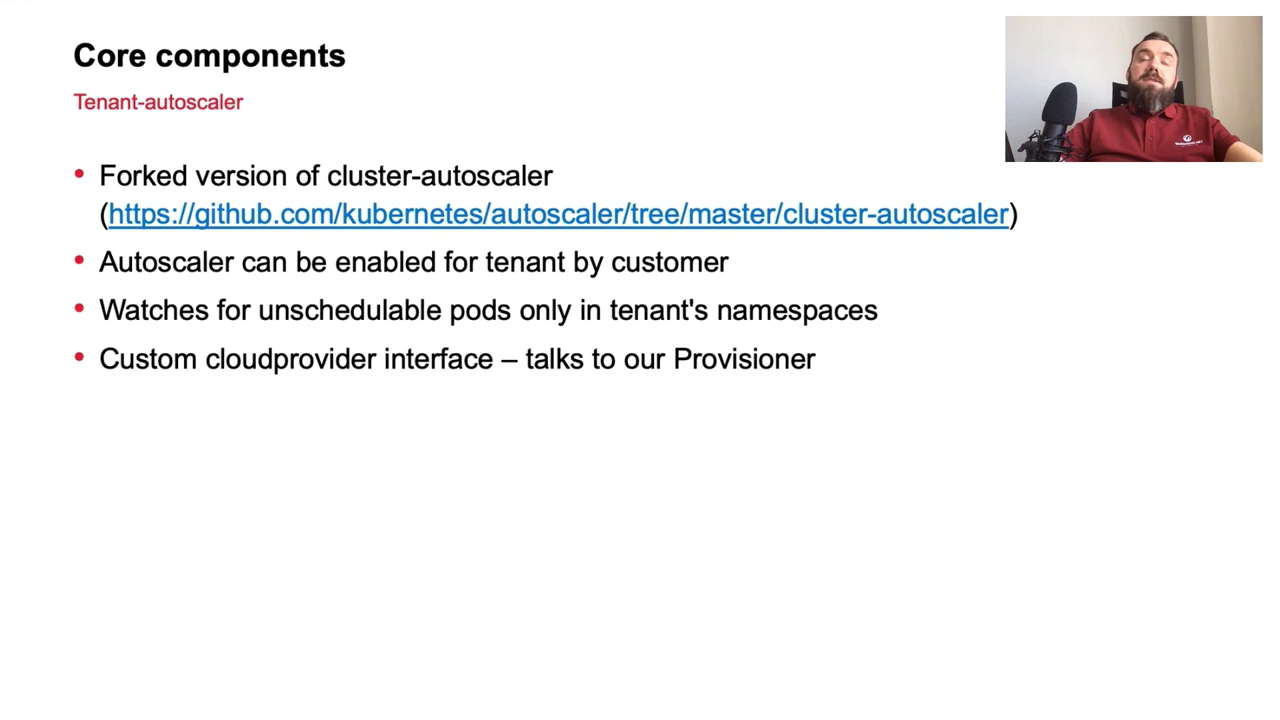 Core components
Tenant-autoscaler
• Forked version of cluster-autoscaler
(https://github.com/kubernetes/autoscaler/tree/master/cluster-autoscaler)
• Autoscaler can be enabled for tenant by customer
• Watches for unschedulable pods only in tenant's namespaces
• Custom cloudprovider interface – talks to our Provisioner